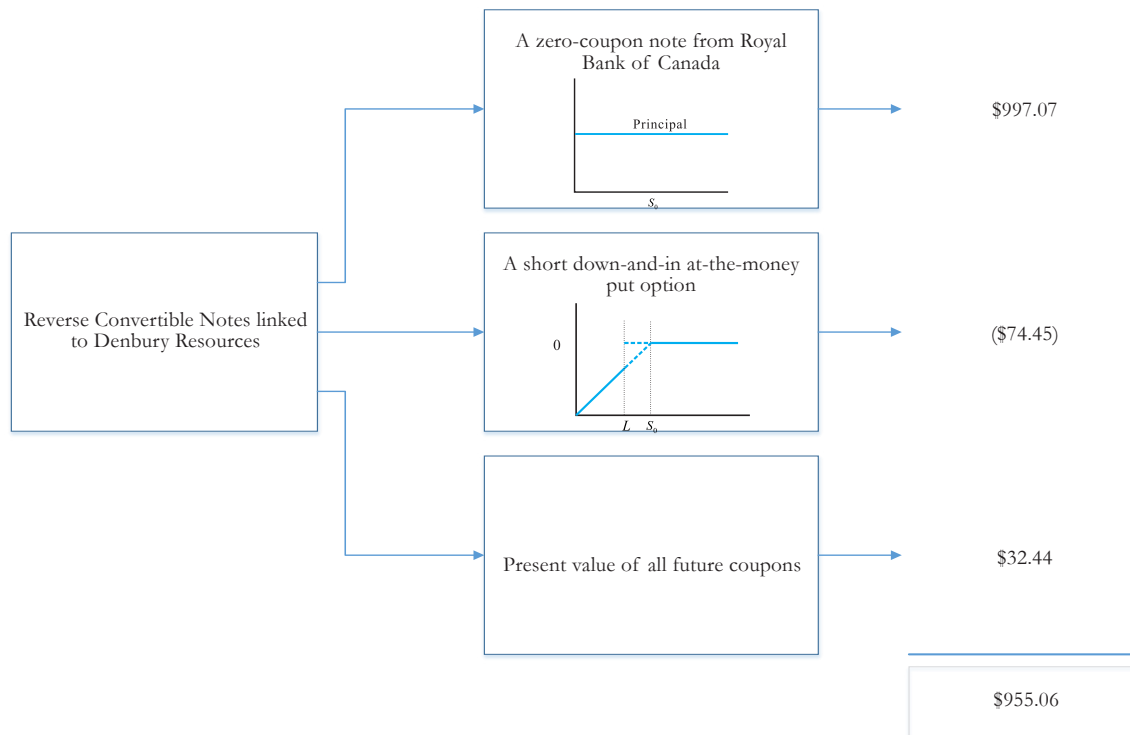 A zero-coupon note from Royal
Bank of Canada
Principal
S₀
$997.07
Reverse Convertible Notes linked
to Denbury Resources
A short down-and-in at-the-money
put option
0
L S₀
($74.45)
Present value of all future coupons
$32.44
$955.06